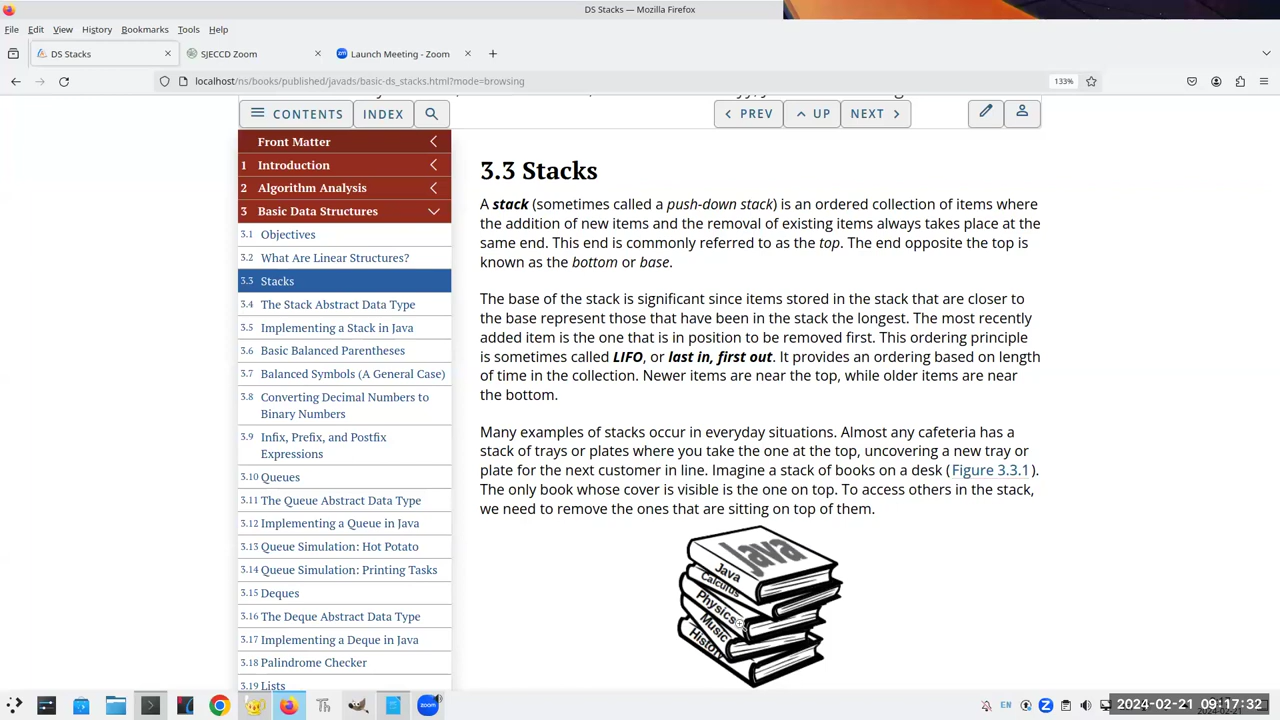 DS Stacks — Mozilla Firefox
File Edit View History Bookmarks Tools Help
DS Stacks
SJECCD Zoom
Launch Meeting - Zoom
localhost/ns/books/published/javads/basic-ds_stacks.html?mode=browsing
133%
CONTENTS INDEX
PREV UP NEXT
Front Matter
1 Introduction
2 Algorithm Analysis
3 Basic Data Structures
3.1 Objectives
3.2 What Are Linear Structures?
3.3 Stacks
3.4 The Stack Abstract Data Type
3.5 Implementing a Stack in Java
3.6 Basic Balanced Parentheses
3.7 Balanced Symbols (A General Case)
3.8 Converting Decimal Numbers to
Binary Numbers
3.9 Infix, Prefix, and Postfix
Expressions
3.10 Queues
3.11 The Queue Abstract Data Type
3.12 Implementing a Queue in Java
3.13 Queue Simulation: Hot Potato
3.14 Queue Simulation: Printing Tasks
3.15 Deques
3.16 The Deque Abstract Data Type
3.17 Implementing a Deque in Java
3.18 Palindrome Checker
3.19 Lists
3.3 Stacks
A stack (sometimes called a push-down stack) is an ordered collection of items where
the addition of new items and the removal of existing items always takes place at the
same end. This end is commonly referred to as the top. The end opposite the top is
known as the bottom or base.
The base of the stack is significant since items stored in the stack that are closer to
the base represent those that have been in the stack the longest. The most recently
added item is the one that is in position to be removed first. This ordering principle
is sometimes called LIFO, or last in, first out. It provides an ordering based on length
of time in the collection. Newer items are near the top, while older items are near
the bottom.
Many examples of stacks occur in everyday situations. Almost any cafeteria has a
stack of trays or plates where you take the one at the top, uncovering a new tray or
plate for the next customer in line. Imagine a stack of books on a desk (Figure 3.3.1).
The only book whose cover is visible is the one on top. To access others in the stack,
we need to remove the ones that are sitting on top of them.
Java
Java
Calculus
Physics
Music
History
Th
zoom
EN
2024-02-21 09:17:32